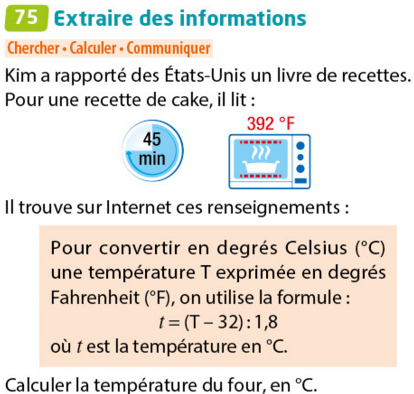 75 Extraire des informations
Chercher • Calculer • Communiquer
Kim a rapporté des États-Unis un livre de recettes.
Pour une recette de cake, il lit :
392 °F
45
min
Il trouve sur Internet ces renseignements :
Pour convertir en degrés Celsius (°C)
une température T exprimée en degrés
Fahrenheit (°F), on utilise la formule :
t = (T – 32) : 1,8
où t est la température en °C.
Calculer la température du four, en °C.